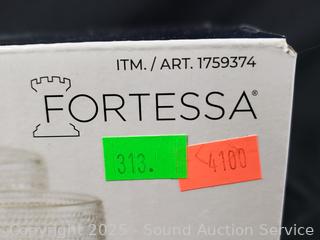 ITM. / ART. 1759374
FORTESSA®
313.
4100
Copyright 2025 - Sound Auction Service